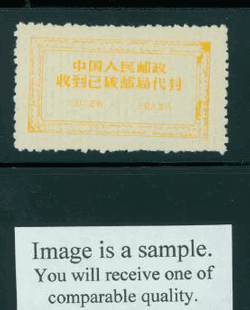 中国人民邮政
收到已破邮局代封
Image is a sample.
You will receive one of
comparable quality.